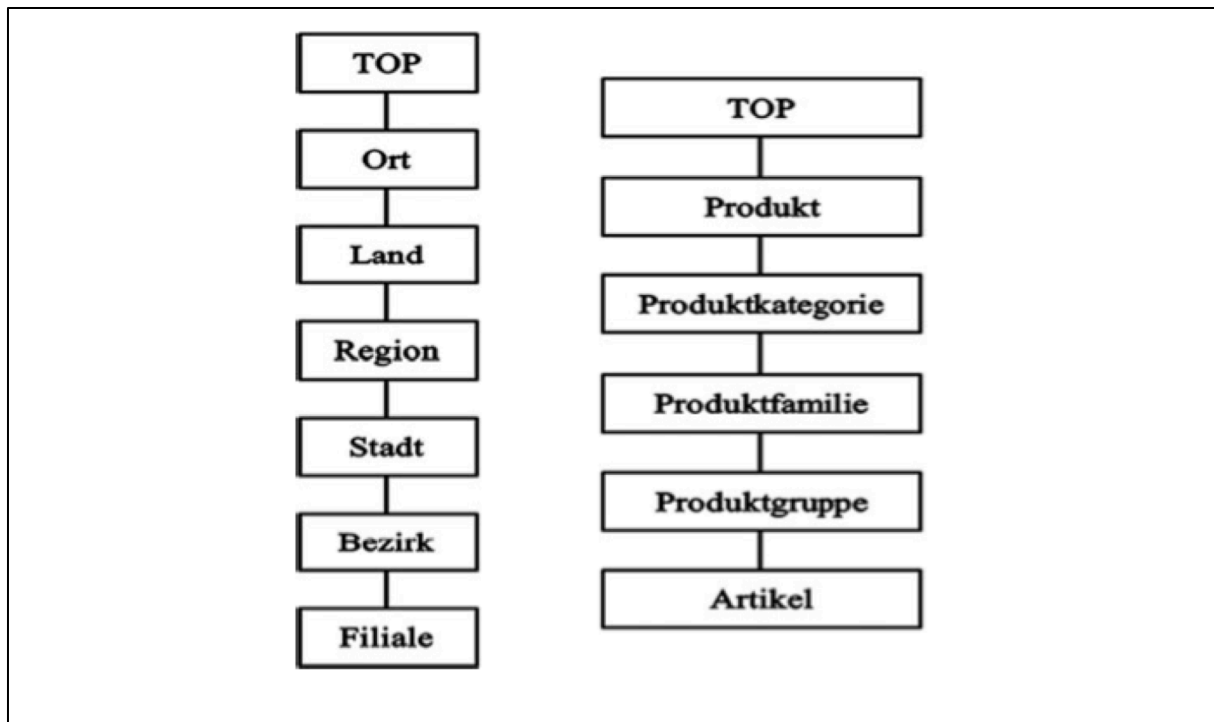 TOP
Ort
Land
Region
Stadt
Bezirk
Filiale
TOP
Produkt
Produktkategorie
Produktfamilie
Produktgruppe
Artikel